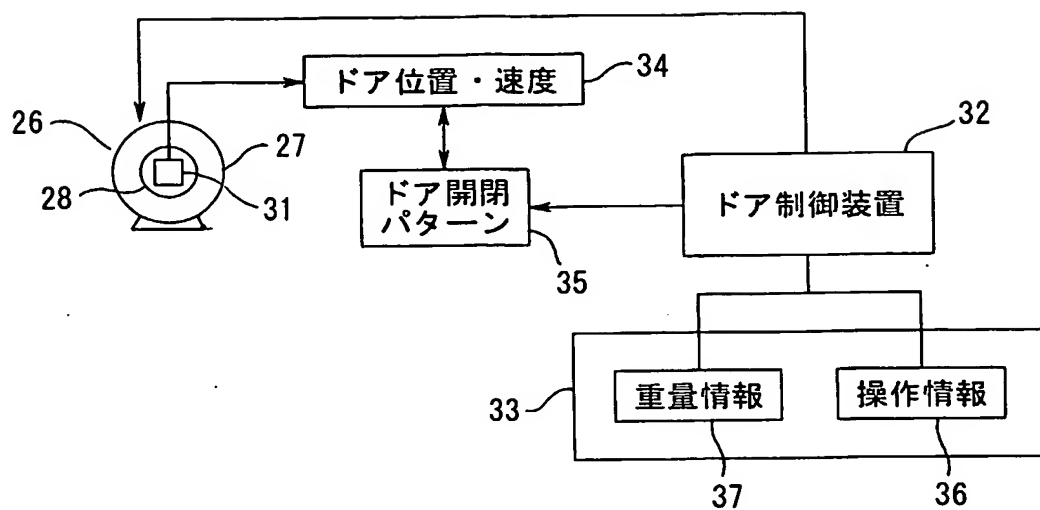 ドア位置・速度
34
26
27
28
31
ドア開閉
パターン
35
32
ドア制御装置
33
重量情報
操作情報
37
36